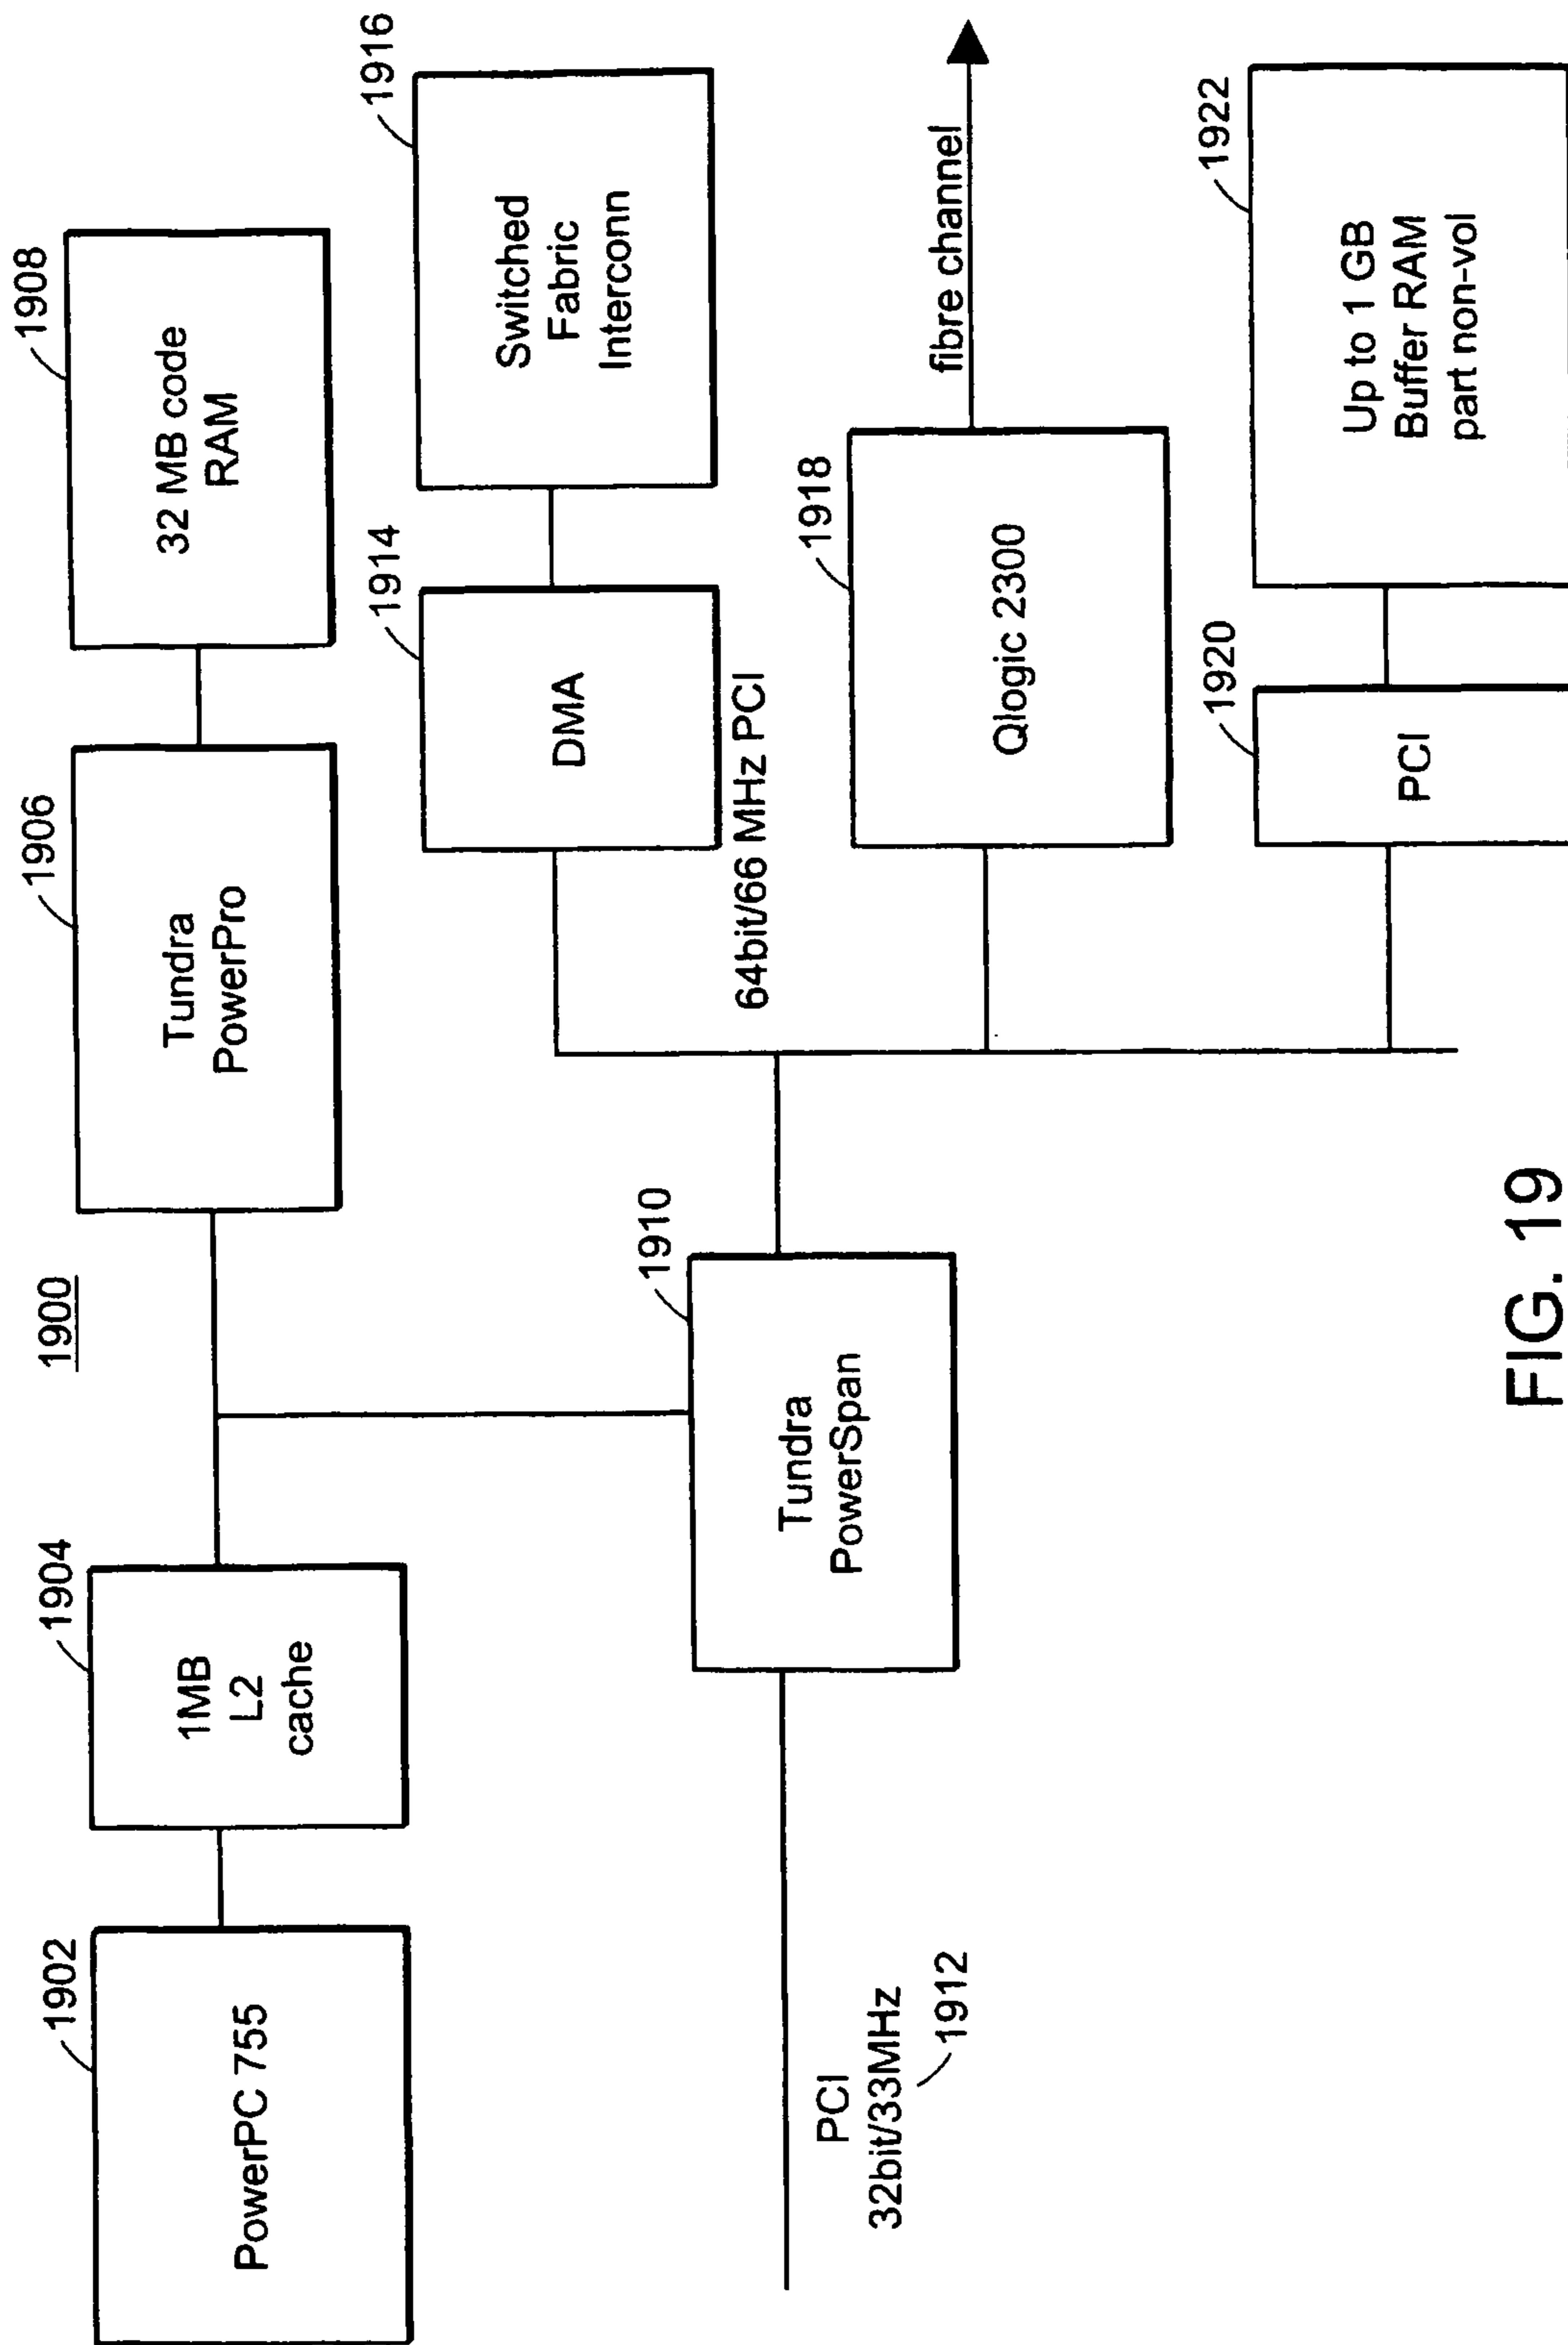 1900
1902
PowerPC 755
1904
1MB
L2
cache
1906
Tundra
PowerPro
1908
32 MB code
RAM
1910
Tundra
PowerSpan
PCI
32bit/33MHz
1912
1914
DMA
1916
Switched
Fabric
Interconn
64bit/66 MHz PCI
1918
Qlogic 2300
fibre channel
1920
PCI
1922
Up to 1 GB
Buffer RAM
part non-vol
FIG. 19